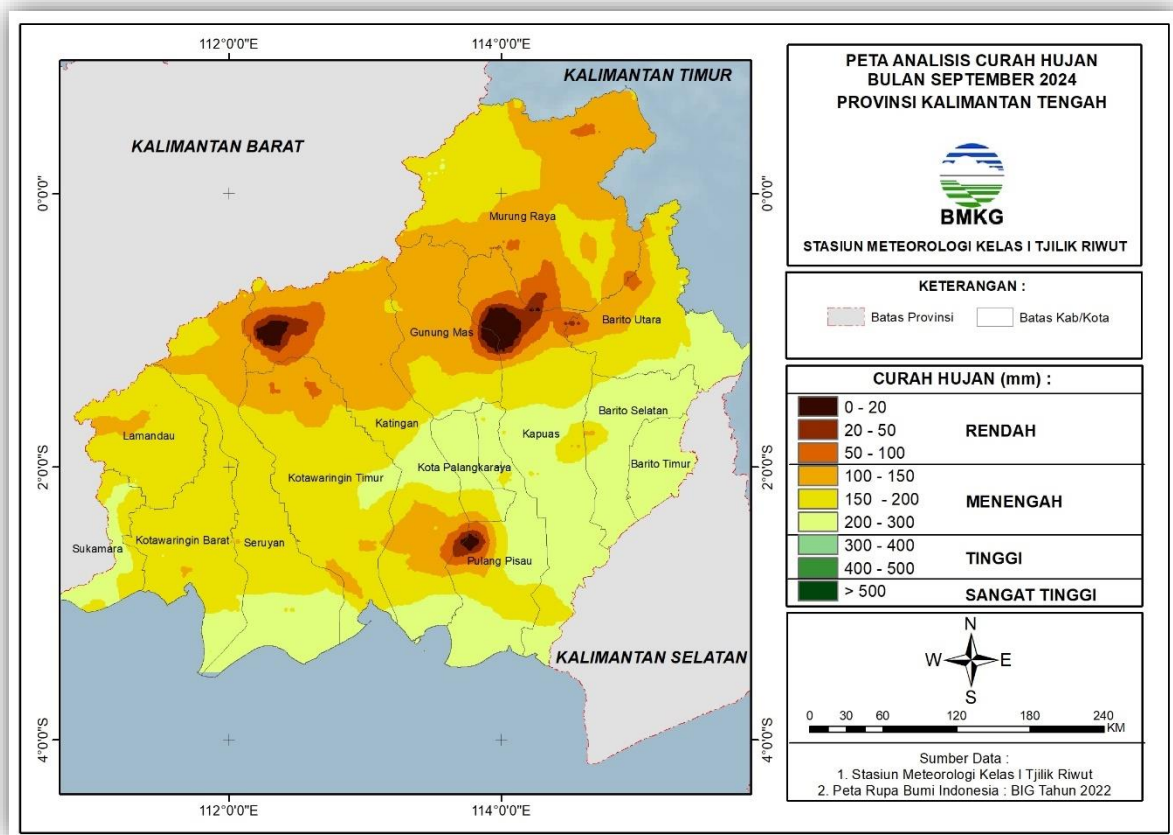 PETA ANALISIS CURAH HUJAN
BULAN SEPTEMBER 2024
PROVINSI KALIMANTAN TENGAH
BMKG
STASIUN METEOROLOGI KELAS I TJILIK RIWUT
KETERANGAN :
Batas Provinsi
Batas Kab/Kota
CURAH HUJAN (mm) :
0 - 20
20 - 50
50 - 100
RENDAH
100 - 150
150 - 200
200 - 300
MENENGAH
300 - 400
400 - 500
TINGGI
> 500
SANGAT TINGGI
N
W
E
S
0 30 60 120 180 240
KM
Sumber Data :
1. Stasiun Meteorologi Kelas I Tjilik Riwut
2. Peta Rupa Bumi Indonesia : BIG Tahun 2022
112°0'0"E
114°0'0"E
0°0'0"
0°0'0"
2°0'0"S
2°0'0"S
4°0'0"S
4°0'0"S
112°0'0"E
114°0'0"E
KALIMANTAN TIMUR
KALIMANTAN BARAT
KALIMANTAN SELATAN
Murung Raya
Barito Utara
Gunung Mas
Barito Selatan
Katingan
Kapuas
Lamandau
Kota Palangkaraya
Barito Timur
Kotawaringin Timur
Sukamara
Kotawaringin Barat
Seruyan
Pulang Pisau